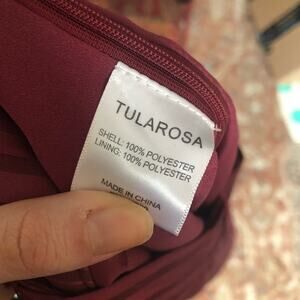 TULAROSA
SHELL: 100% POLYESTER
LINING: 100% POLYESTER
MADE IN CHINA